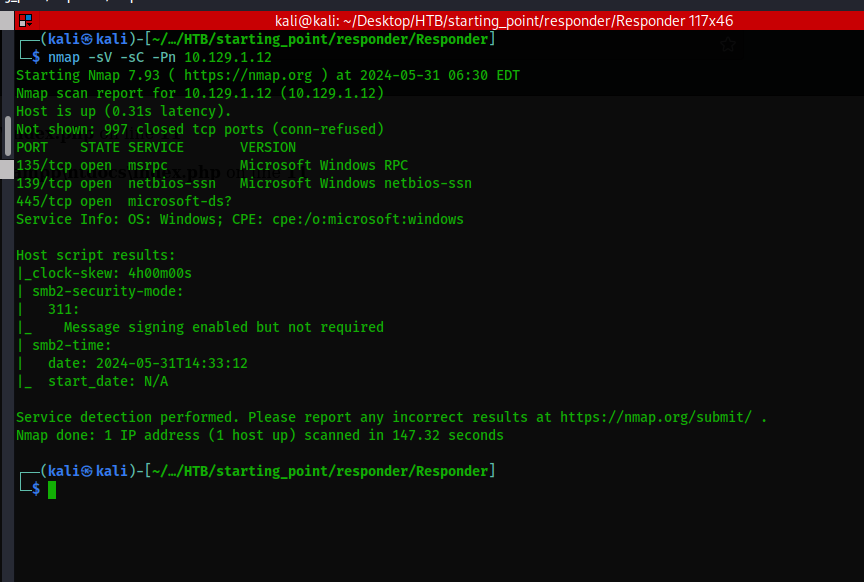 kali@kali: ~/Desktop/HTB/starting_point/responder/Responder 117x46
┌──(kali㉿kali)-[~/…/HTB/starting_point/responder/Responder]
└─$ nmap -sV -sC -Pn 10.129.1.12
Starting Nmap 7.93 ( https://nmap.org ) at 2024-05-31 06:30 EDT
Nmap scan report for 10.129.1.12 (10.129.1.12)
Host is up (0.31s latency).
Not shown: 997 closed tcp ports (conn-refused)
PORT    STATE SERVICE       VERSION
135/tcp open  msrpc         Microsoft Windows RPC
139/tcp open  netbios-ssn   Microsoft Windows netbios-ssn
445/tcp open  microsoft-ds?
Service Info: OS: Windows; CPE: cpe:/o:microsoft:windows
Host script results:
|_clock-skew: 4h00m00s
| smb2-security-mode:
|   311:
|_    Message signing enabled but not required
| smb2-time:
|   date: 2024-05-31T14:33:12
|_  start_date: N/A
Service detection performed. Please report any incorrect results at https://nmap.org/submit/ .
Nmap done: 1 IP address (1 host up) scanned in 147.32 seconds
┌──(kali㉿kali)-[~/…/HTB/starting_point/responder/Responder]
└─$